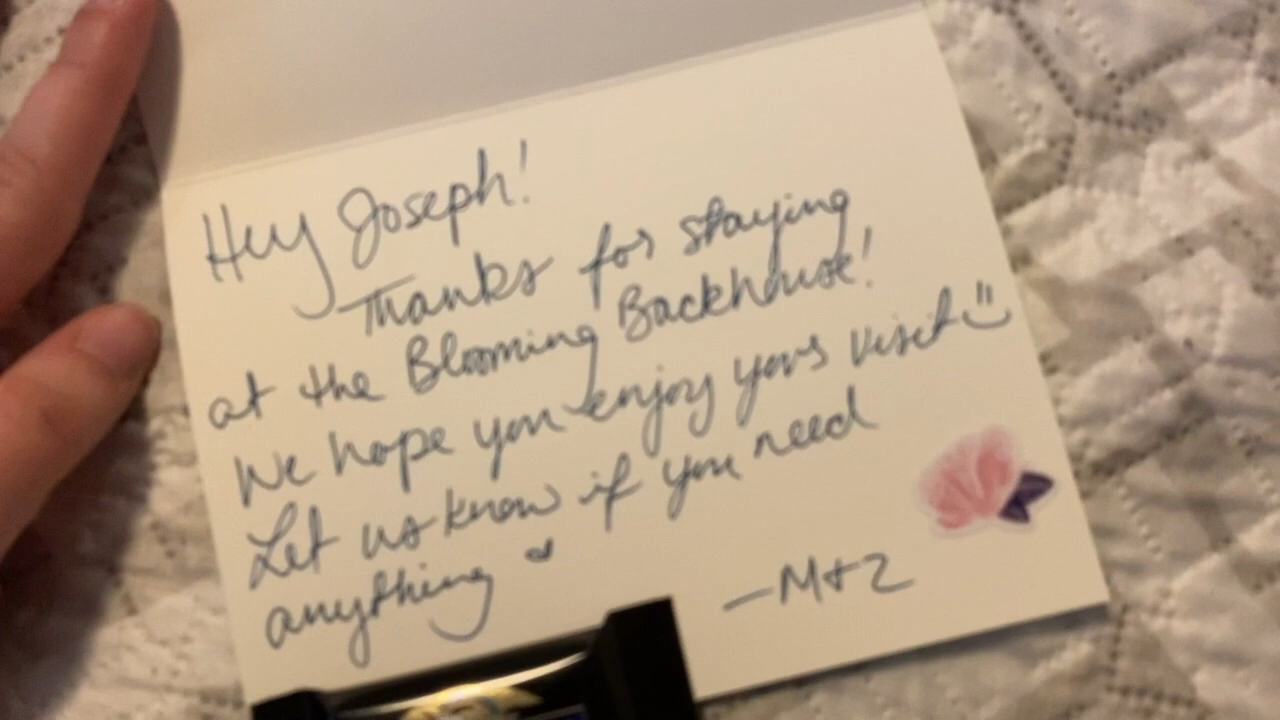 Hey Joseph!
Thanks for staying
at the Blooming Backhouse!
We hope you enjoy your visit
Let us know if you need
anything
—M+Z